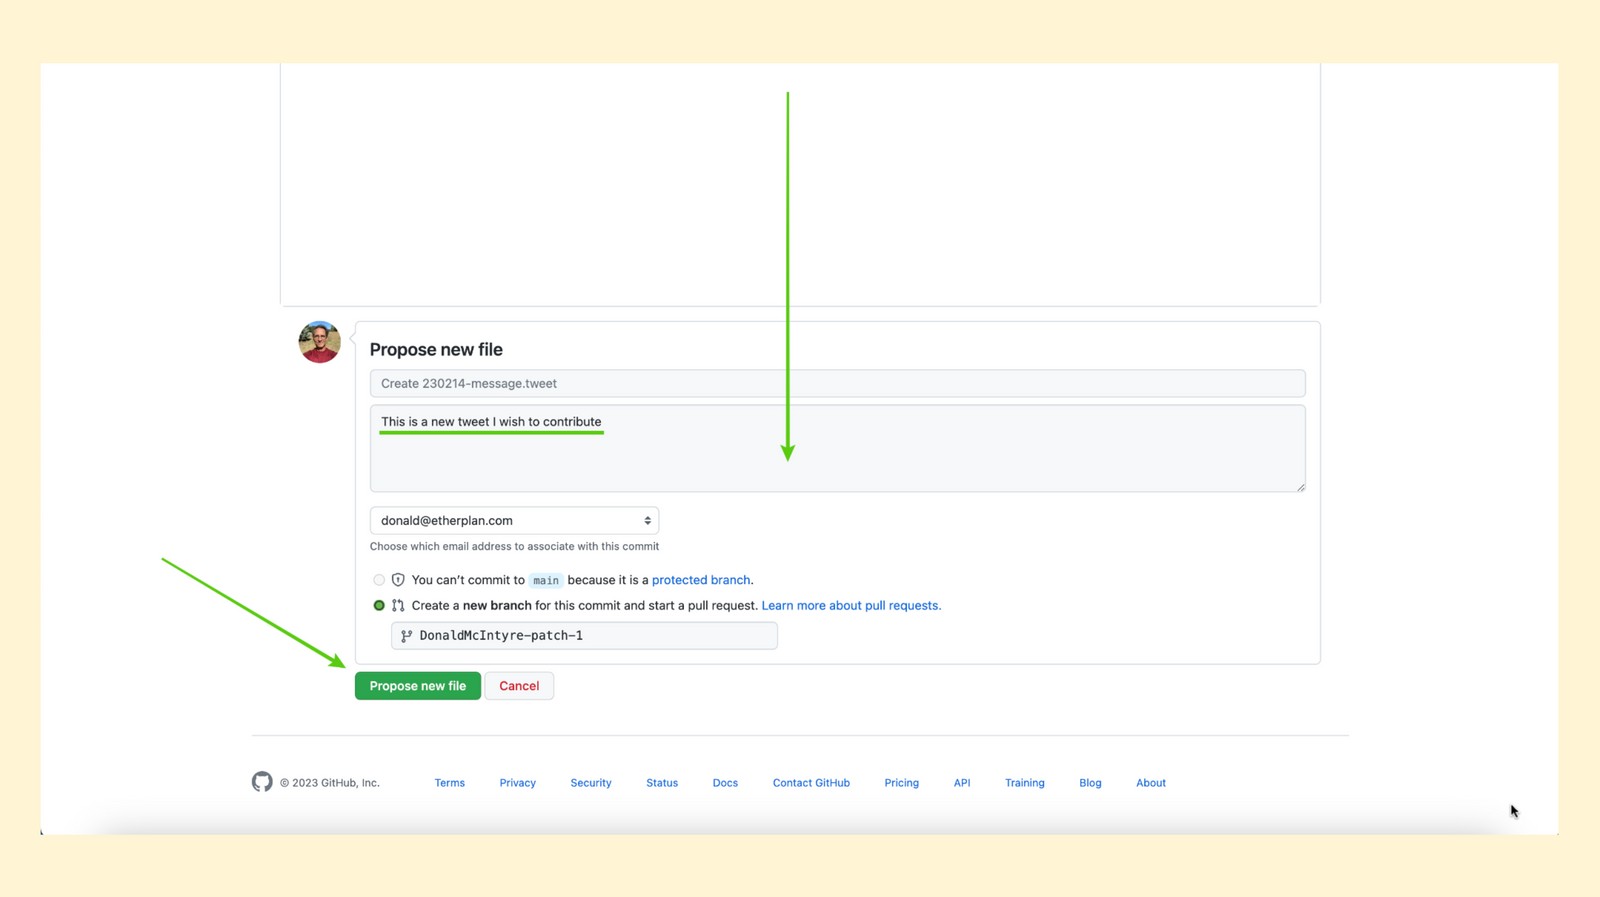 Propose new file
Create 230214-message.tweet
This is a new tweet I wish to contribute
donald@etherplan.com
Choose which email address to associate with this commit
You can’t commit to main because it is a protected branch.
Create a new branch for this commit and start a pull request. Learn more about pull requests.
DonaldMcIntyre-patch-1
Propose new file Cancel
© 2023 GitHub, Inc. Terms Privacy Security Status Docs Contact GitHub Pricing API Training Blog About